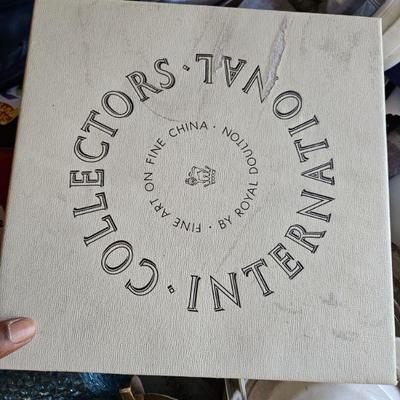 COLLECTORS · INTERNATIONAL ·
FINE ART ON FINE CHINA · BY ROYAL DOULTON ·